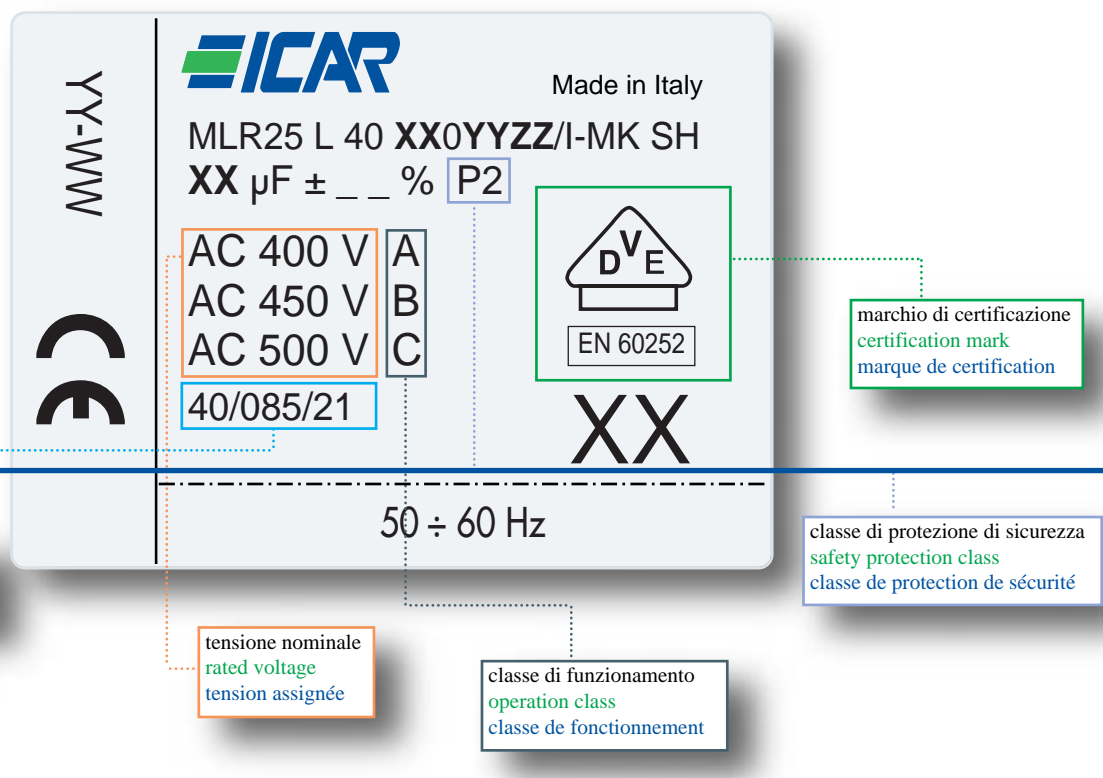 YY-WW
CE
ICAR
Made in Italy
MLR25 L 40 XX0YYZZ/I-MK SH
XX µF ± _ _ % P2
AC 400 V A
AC 450 V B
AC 500 V C
40/085/21
DVE
EN 60252
XX
50 ÷ 60 Hz
marchio di certificazione
certification mark
marque de certification
classe di protezione di sicurezza
safety protection class
classe de protection de sécurité
tensione nominale
rated voltage
tension assignée
classe di funzionamento
operation class
classe de fonctionnement